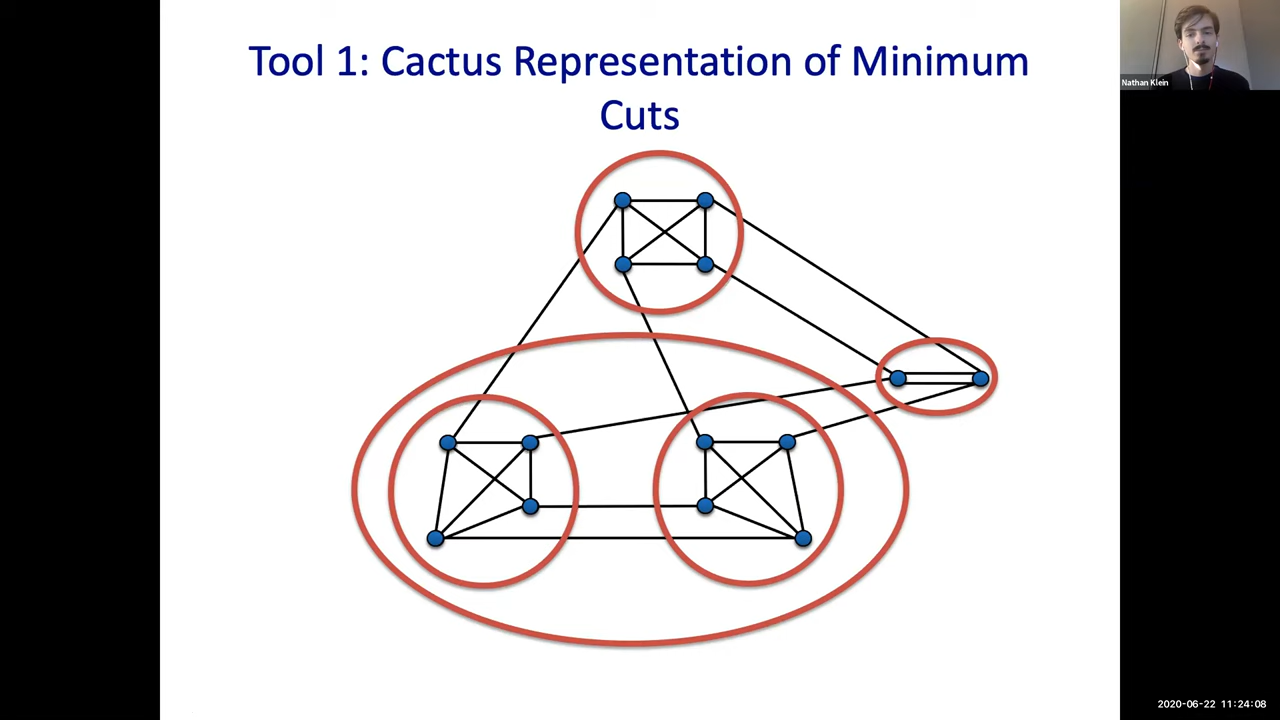 Tool 1: Cactus Representation of Minimum
Cuts
Nathan Klein
2020-06-22 11:24:08